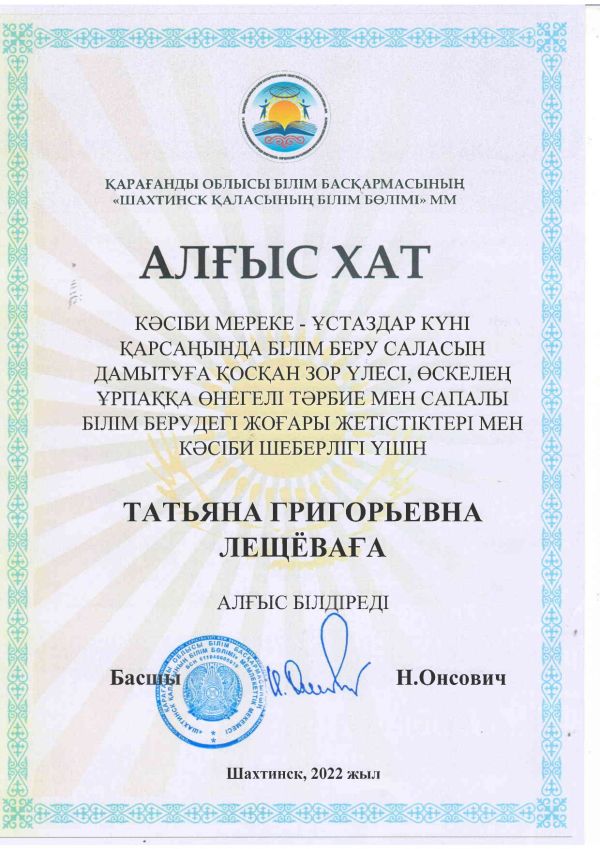 ҚАРАҒАНДЫ ОБЛЫСЫ БІЛІМ БАСҚАРМАСЫНЫҢ
«ШАХТИНСК ҚАЛАСЫНЫҢ БІЛІМ БӨЛІМІ» ММ
АЛҒЫС ХАТ
КӘСІБИ МЕРЕКЕ - ҰСТАЗДАР КҮНІ
ҚАРСАҢЫНДА БІЛІМ БЕРУ САЛАСЫН
ДАМЫТУҒА ҚОСҚАН ЗОР ҮЛЕСІ, ӨСКЕЛЕҢ
ҰРПАҚҚА ӨНЕГЕЛІ ТӘРБИЕ МЕН САПАЛЫ
БІЛІМ БЕРУДЕГІ ЖОҒАРЫ ЖЕТІСТІКТЕРІ МЕН
КӘСІБИ ШЕБЕРЛІГІ ҮШІН
ТАТЬЯНА ГРИГОРЬЕВНА
ЛЕЩЁВАҒА
АЛҒЫС БІЛДІРЕДІ
Басшы Н.Онсович
Шахтинск, 2022 жыл